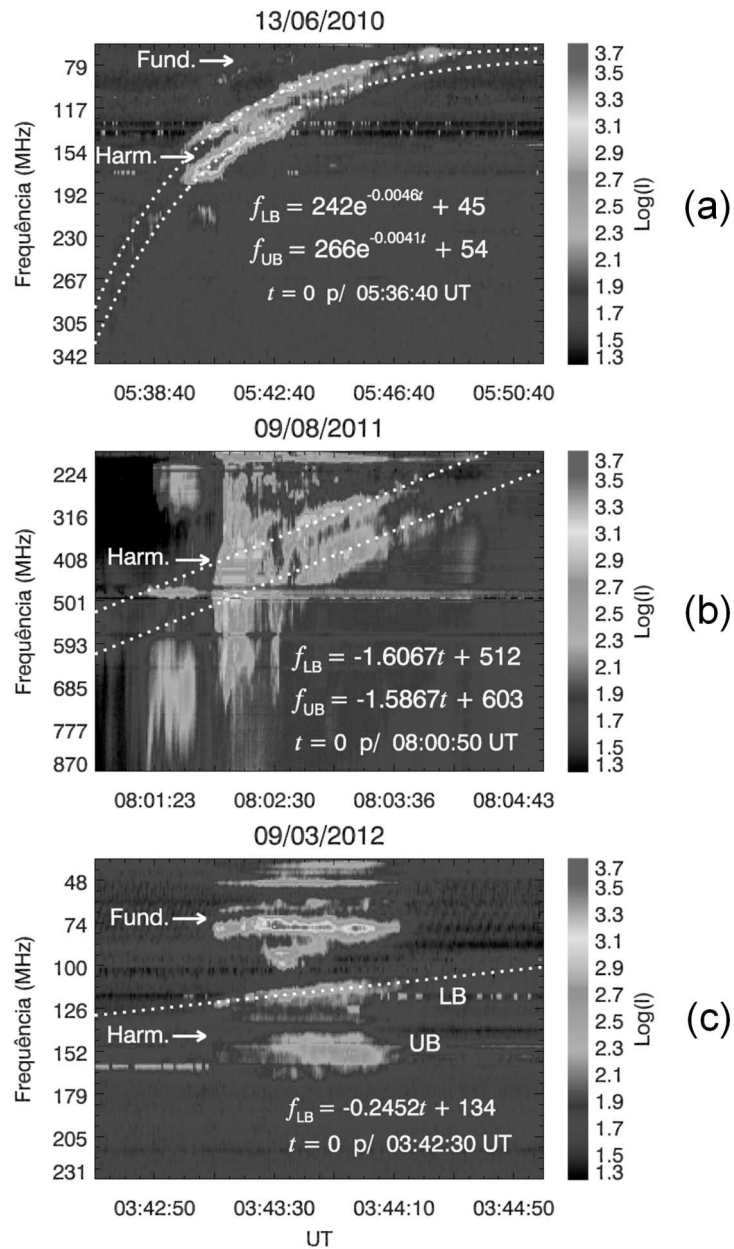 13/06/2010
Fund.
Harm.
f_LB = 242e^-0.0046t + 45
f_UB = 266e^-0.0041t + 54
t = 0 p/ 05:36:40 UT
Frequência (MHz)
79
117
154
192
230
267
305
342
05:38:40 05:42:40 05:46:40 05:50:40
3.7
3.5
3.3
3.1
2.9
2.7
2.5
2.3
2.1
1.9
1.7
1.5
1.3
Log(I)
(a)
09/08/2011
Harm.
f_LB = -1.6067t + 512
f_UB = -1.5867t + 603
t = 0 p/ 08:00:50 UT
Frequência (MHz)
224
316
408
501
593
685
777
870
08:01:23 08:02:30 08:03:36 08:04:43
3.7
3.5
3.3
3.1
2.9
2.7
2.5
2.3
2.1
1.9
1.7
1.5
1.3
Log(I)
(b)
09/03/2012
Fund.
LB
Harm.
UB
f_LB = -0.2452t + 134
t = 0 p/ 03:42:30 UT
Frequência (MHz)
48
74
100
126
152
179
205
231
03:42:50 03:43:30 03:44:10 03:44:50
UT
3.7
3.5
3.3
3.1
2.9
2.7
2.5
2.3
2.1
1.9
1.7
1.5
1.3
Log(I)
(c)